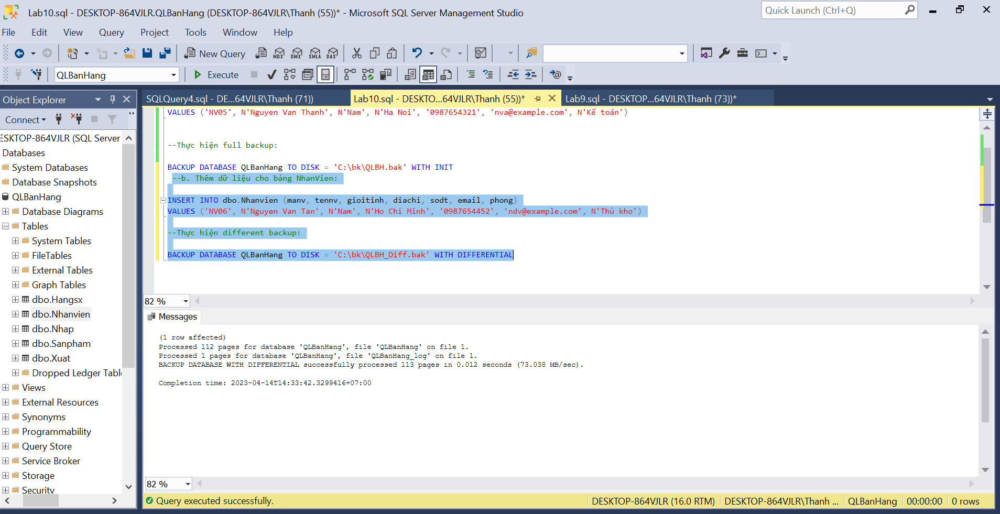 Lab10.sql - DESKTOP-864VJLR.QLBanHang (DESKTOP-864VJLR\Thanh (55))* - Microsoft SQL Server Management Studio
Quick Launch (Ctrl+Q)
File Edit View Query Project Tools Window Help
New Query MDX DMX XMLA DAX
QLBanHang Execute
Object Explorer
SQLQuery4.sql - DE...64VJLR\Thanh (71))
Lab10.sql - DESKTO...64VJLR\Thanh (55))*
Lab9.sql - DESKTOP...64VJLR\Thanh (73))*
Connect
ESKTOP-864VJLR (SQL Server
Databases
System Databases
Database Snapshots
QLBanHang
Database Diagrams
Tables
System Tables
FileTables
External Tables
Graph Tables
dbo.Hangsx
dbo.Nhanvien
dbo.Nhap
dbo.Sanpham
dbo.Xuat
Dropped Ledger Tabl
Views
External Resources
Synonyms
Programmability
Query Store
Service Broker
Storage
Security
VALUES ('NV05', N'Nguyen Van Thanh', N'Nam', N'Ha Noi', '0987654321', 'nva@example.com', N'Kế toán')
--Thực hiện full backup:
BACKUP DATABASE QLBanHang TO DISK = 'C:\bk\QLBH.bak' WITH INIT
--b. Thêm dữ liệu cho bảng NhanVien:
INSERT INTO dbo.Nhanvien (manv, tennv, gioitinh, diachi, sodt, email, phong)
VALUES ('NV06', N'Nguyen Van Tan', N'Nam', N'Ho Chi Minh', '0987654452', 'ndv@example.com', N'Thủ kho')
--Thực hiện different backup:
BACKUP DATABASE QLBanHang TO DISK = 'C:\bk\QLBH_Diff.bak' WITH DIFFERENTIAL
82 %
Messages
(1 row affected)
Processed 112 pages for database 'QLBanHang', file 'QLBanHang' on file 1.
Processed 1 pages for database 'QLBanHang', file 'QLBanHang_log' on file 1.
BACKUP DATABASE WITH DIFFERENTIAL successfully processed 113 pages in 0.012 seconds (73.038 MB/sec).
Completion time: 2023-04-14T14:33:42.3299416+07:00
82 %
Query executed successfully.
DESKTOP-864VJLR (16.0 RTM) DESKTOP-864VJLR\Thanh ... QLBanHang 00:00:00 0 rows